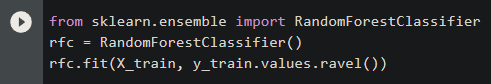 from sklearn.ensemble import RandomForestClassifier
rfc = RandomForestClassifier()
rfc.fit(X_train, y_train.values.ravel())